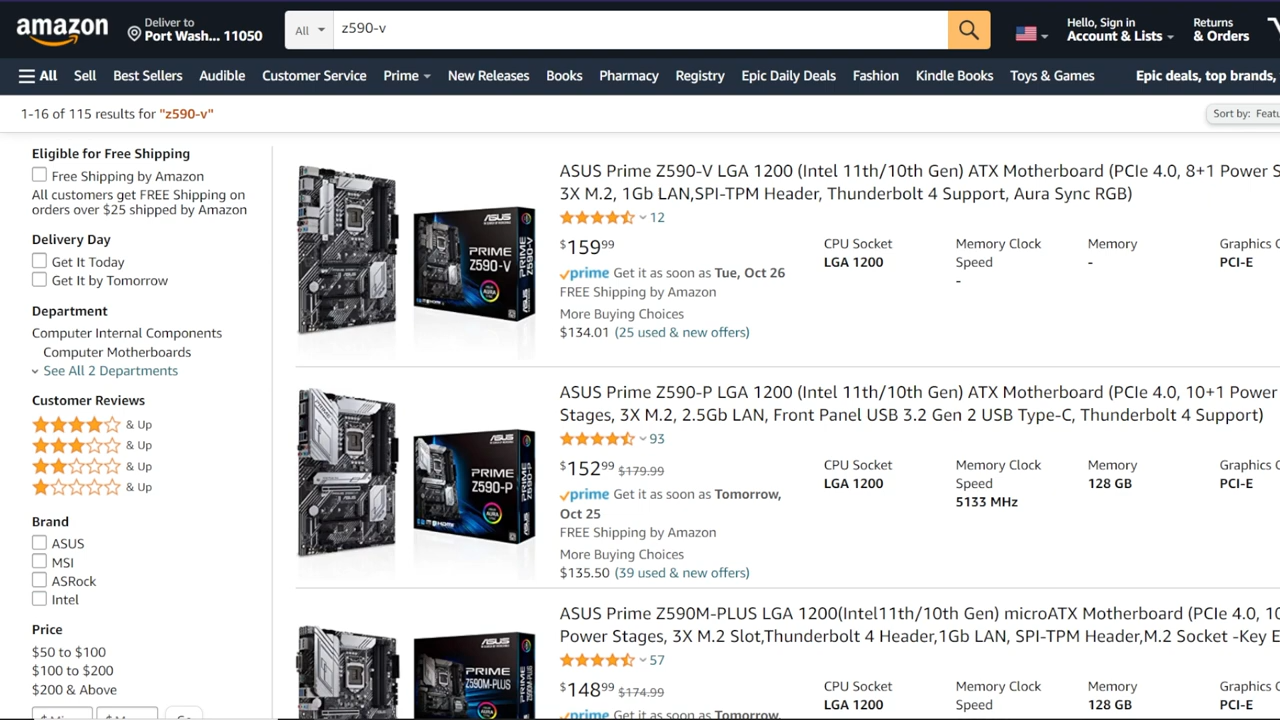 amazon
Deliver to
Port Wash... 11050
All
z590-v
Hello, Sign in
Account & Lists
Returns
& Orders
All
Sell
Best Sellers
Audible
Customer Service
Prime
New Releases
Books
Pharmacy
Registry
Epic Daily Deals
Fashion
Kindle Books
Toys & Games
Epic deals, top brands,
1-16 of 115 results for "z590-v"
Sort by: Featu
Eligible for Free Shipping
Free Shipping by Amazon
All customers get FREE Shipping on
orders over $25 shipped by Amazon
Delivery Day
Get It Today
Get It by Tomorrow
Department
Computer Internal Components
Computer Motherboards
See All 2 Departments
Customer Reviews
& Up
& Up
& Up
& Up
Brand
ASUS
MSI
ASRock
Intel
Price
$50 to $100
$100 to $200
$200 & Above
ASUS
PRIME
Z590-V
PRIME Z590-V
ASUS Prime Z590-V LGA 1200 (Intel 11th/10th Gen) ATX Motherboard (PCIe 4.0, 8+1 Power S
3X M.2, 1Gb LAN,SPI-TPM Header, Thunderbolt 4 Support, Aura Sync RGB)
12
$159.99
prime Get it as soon as Tue, Oct 26
FREE Shipping by Amazon
More Buying Choices
$134.01 (25 used & new offers)
CPU Socket
LGA 1200
Memory Clock
Speed
-
Memory
-
Graphics C
PCI-E
ASUS
PRIME
Z590-P
PRIME Z590-P
ASUS Prime Z590-P LGA 1200 (Intel 11th/10th Gen) ATX Motherboard (PCIe 4.0, 10+1 Power
Stages, 3X M.2, 2.5Gb LAN, Front Panel USB 3.2 Gen 2 USB Type-C, Thunderbolt 4 Support)
93
$152.99 $179.99
prime Get it as soon as Tomorrow,
Oct 25
FREE Shipping by Amazon
More Buying Choices
$135.50 (39 used & new offers)
CPU Socket
LGA 1200
Memory Clock
Speed
5133 MHz
Memory
128 GB
Graphics C
PCI-E
ASUS
PRIME
Z590M-PLUS
ASUS Prime Z590M-PLUS LGA 1200(Intel11th/10th Gen) microATX Motherboard (PCIe 4.0, 10
Power Stages, 3X M.2 Slot,Thunderbolt 4 Header,1Gb LAN, SPI-TPM Header,M.2 Socket -Key E
57
$148.99 $174.99
prime Get it as soon as Tomorrow,
CPU Socket
LGA 1200
Memory Clock
Speed
Memory
128 GB
Graphics C
PCI-E